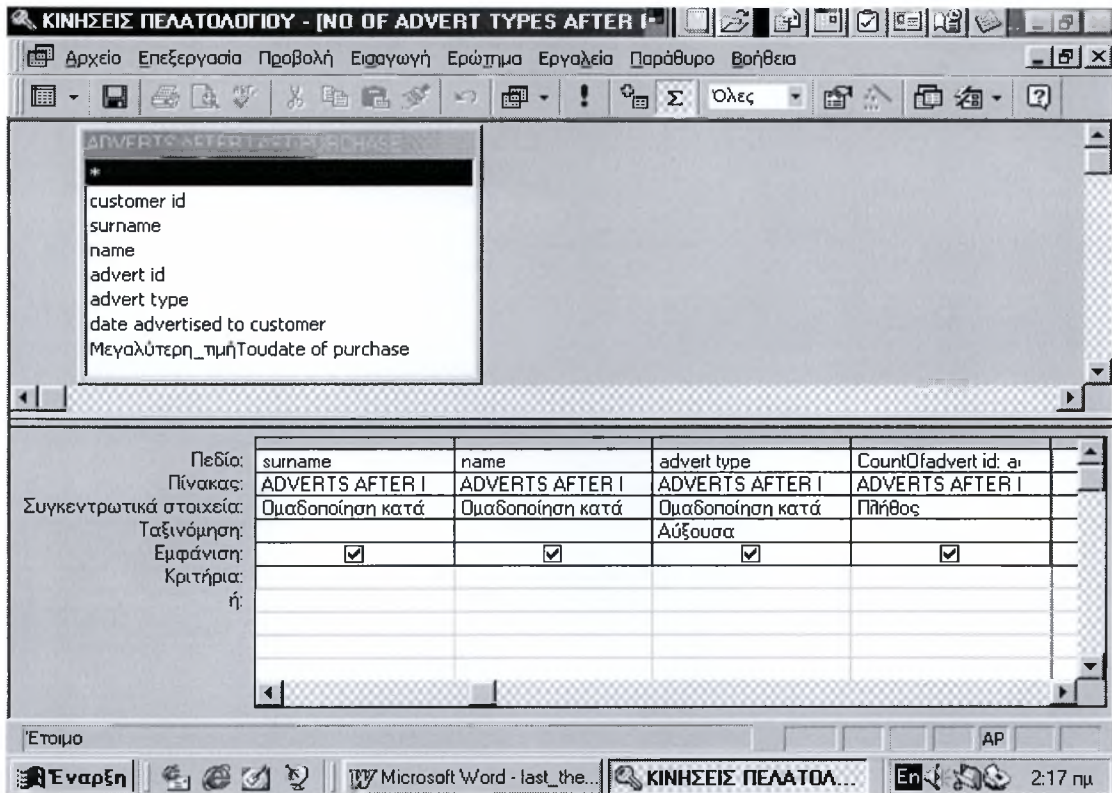 ΚΙΝΗΣΕΙΣ ΠΕΛΑΤΟΛΟΓΙΟΥ - [NO OF ADVERT TYPES AFTER
Αρχείο Επεξεργασία Προβολή Εισαγωγή Ερώτημα Εργαλεία Παράθυρο Βοήθεια
Σ Όλες
ADVERTS AFTER LAST PURCHASE
*
customer id
surname
name
advert id
advert type
date advertised to customer
Μεγαλύτερη_τιμήΤουdate of purchase
Πεδίο: surname name advert type CountOfadvert id:
Πίνακας: ADVERTS AFTER ADVERTS AFTER ADVERTS AFTER ADVERTS AFTER
Συγκεντρωτικά στοιχεία: Ομαδοποίηση κατά Ομαδοποίηση κατά Ομαδοποίηση κατά Πλήθος
Ταξινόμηση: Αύξουσα
Εμφάνιση:
Κριτήρια:
ή:
Έτοιμο AP
Έναρξη Microsoft Word - last_the... ΚΙΝΗΣΕΙΣ ΠΕΛΑΤΟΛ... En 2:17 πμ